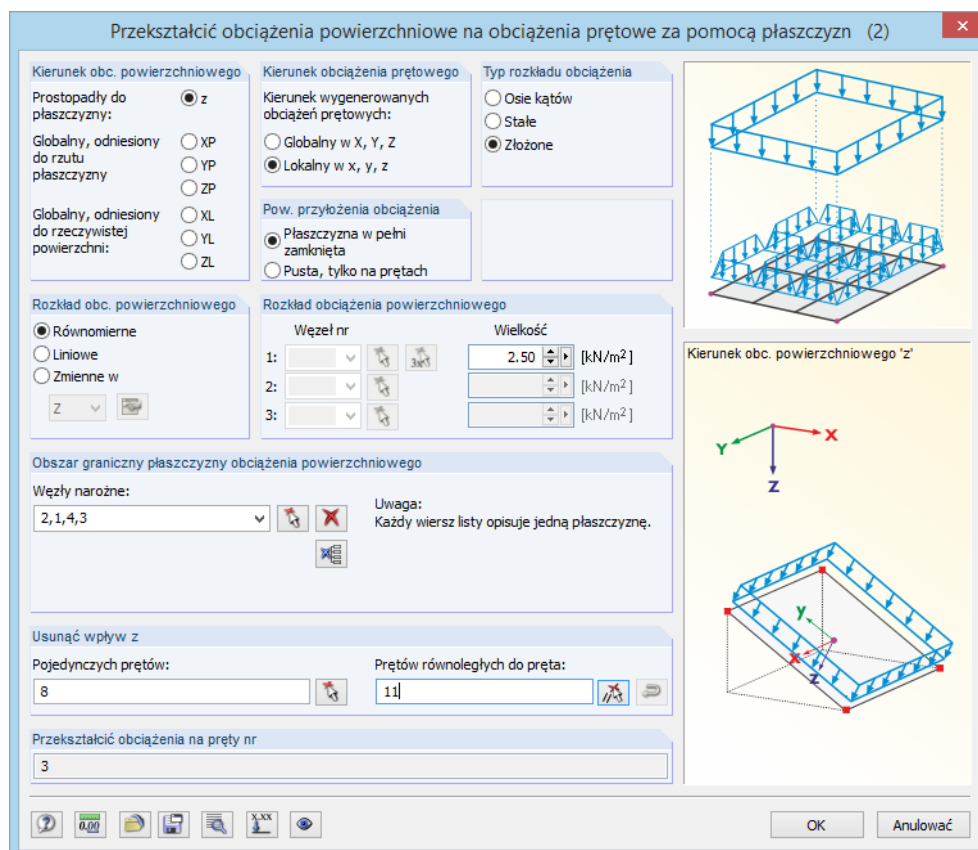 Przekształcić obciążenia powierzchniowe na obciążenia prętowe za pomocą płaszczyzn (2)
Kierunek obc. powierzchniowego
Prostopadły do
płaszczyzny:
z
Globalny, odniesiony
do rzutu
płaszczyzny
XP
YP
ZP
Globalny, odniesiony
do rzeczywistej
powierzchni:
XL
YL
ZL
Kierunek obciążenia prętowego
Kierunek wygenerowanych
obciążeń prętowych:
Globalny w X, Y, Z
Lokalny w x, y, z
Typ rozkładu obciążenia
Osie kątów
Stałe
Złożone
Pow. przyłożenia obciążenia
Płaszczyzna w pełni
zamknięta
Pusta, tylko na prętach
Rozkład obc. powierzchniowego
Równomierne
Liniowe
Zmienne w
Z
Rozkład obciążenia powierzchniowego
Węzeł nr
Wielkość
1:
3x
2.50
[kN/m²]
2:
[kN/m²]
3:
[kN/m²]
Kierunek obc. powierzchniowego 'z'
Y
X
Z
y
x
z
Obszar graniczny płaszczyzny obciążenia powierzchniowego
Węzły narożne:
2,1,4,3
Uwaga:
Każdy wiersz listy opisuje jedną płaszczyznę.
Usunąć wpływ z
Pojedynczych prętów:
8
Prętów równoległych do pręta:
11
Przekształcić obciążenia na pręty nr
3
0.00
x.xx
OK
Anulować